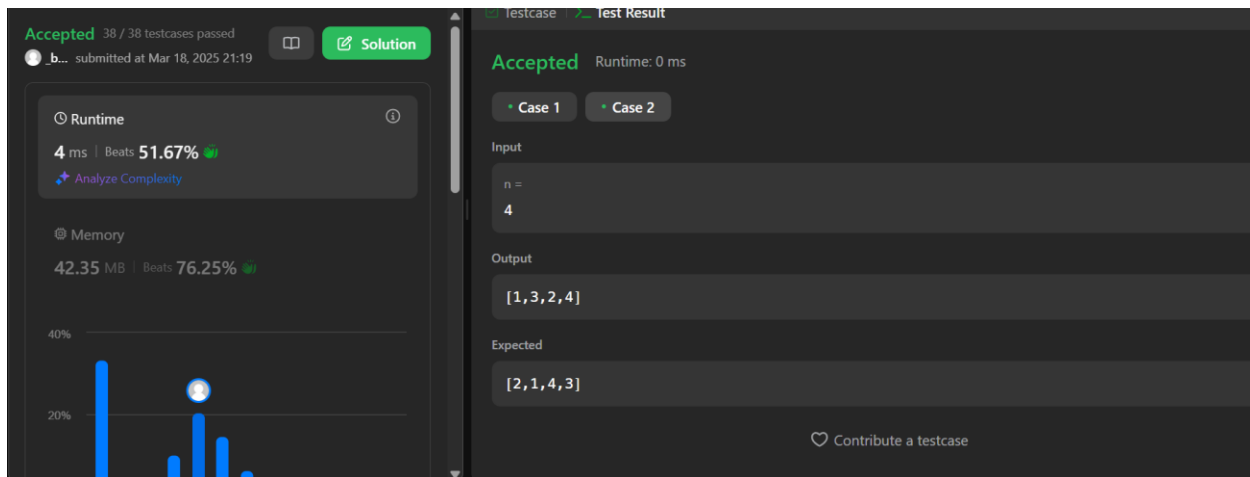 Accepted 38 / 38 testcases passed
_b... submitted at Mar 18, 2025 21:19
Solution
Runtime
4 ms | Beats 51.67%
Analyze Complexity
Memory
42.35 MB | Beats 76.25%
40%
20%
Testcase | >_ Test Result
Accepted Runtime: 0 ms
• Case 1 • Case 2
Input
n =
4
Output
[1,3,2,4]
Expected
[2,1,4,3]
Contribute a testcase